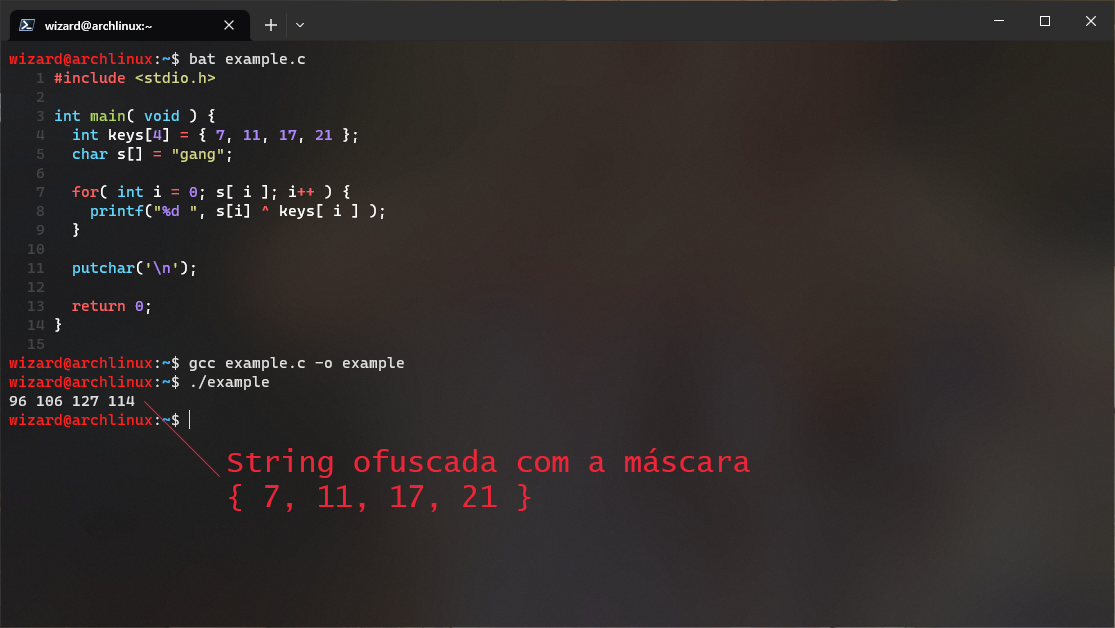 wizard@archlinux:~
wizard@archlinux:~$ bat example.c
1 #include <stdio.h>
2
3 int main( void ) {
4   int keys[4] = { 7, 11, 17, 21 };
5   char s[] = "gang";
6
7   for( int i = 0; s[ i ]; i++ ) {
8     printf("%d ", s[i] ^ keys[ i ] );
9   }
10
11   putchar('\n');
12
13   return 0;
14 }
15
wizard@archlinux:~$ gcc example.c -o example
wizard@archlinux:~$ ./example
96 106 127 114
wizard@archlinux:~$
String ofuscada com a máscara
{ 7, 11, 17, 21 }